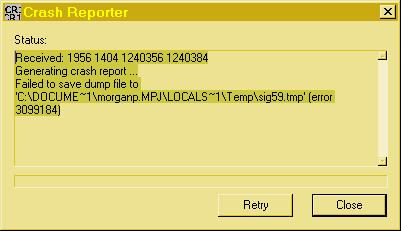 Crash Reporter
Status:
Received: 1956 1404 1240356 1240384
Generating crash report ...
Failed to save dump file to
'C:\DOCUME~1\morganp.MPJ\LOCALS~1\Temp\sig59.tmp' (error
3099184)
Retry
Close